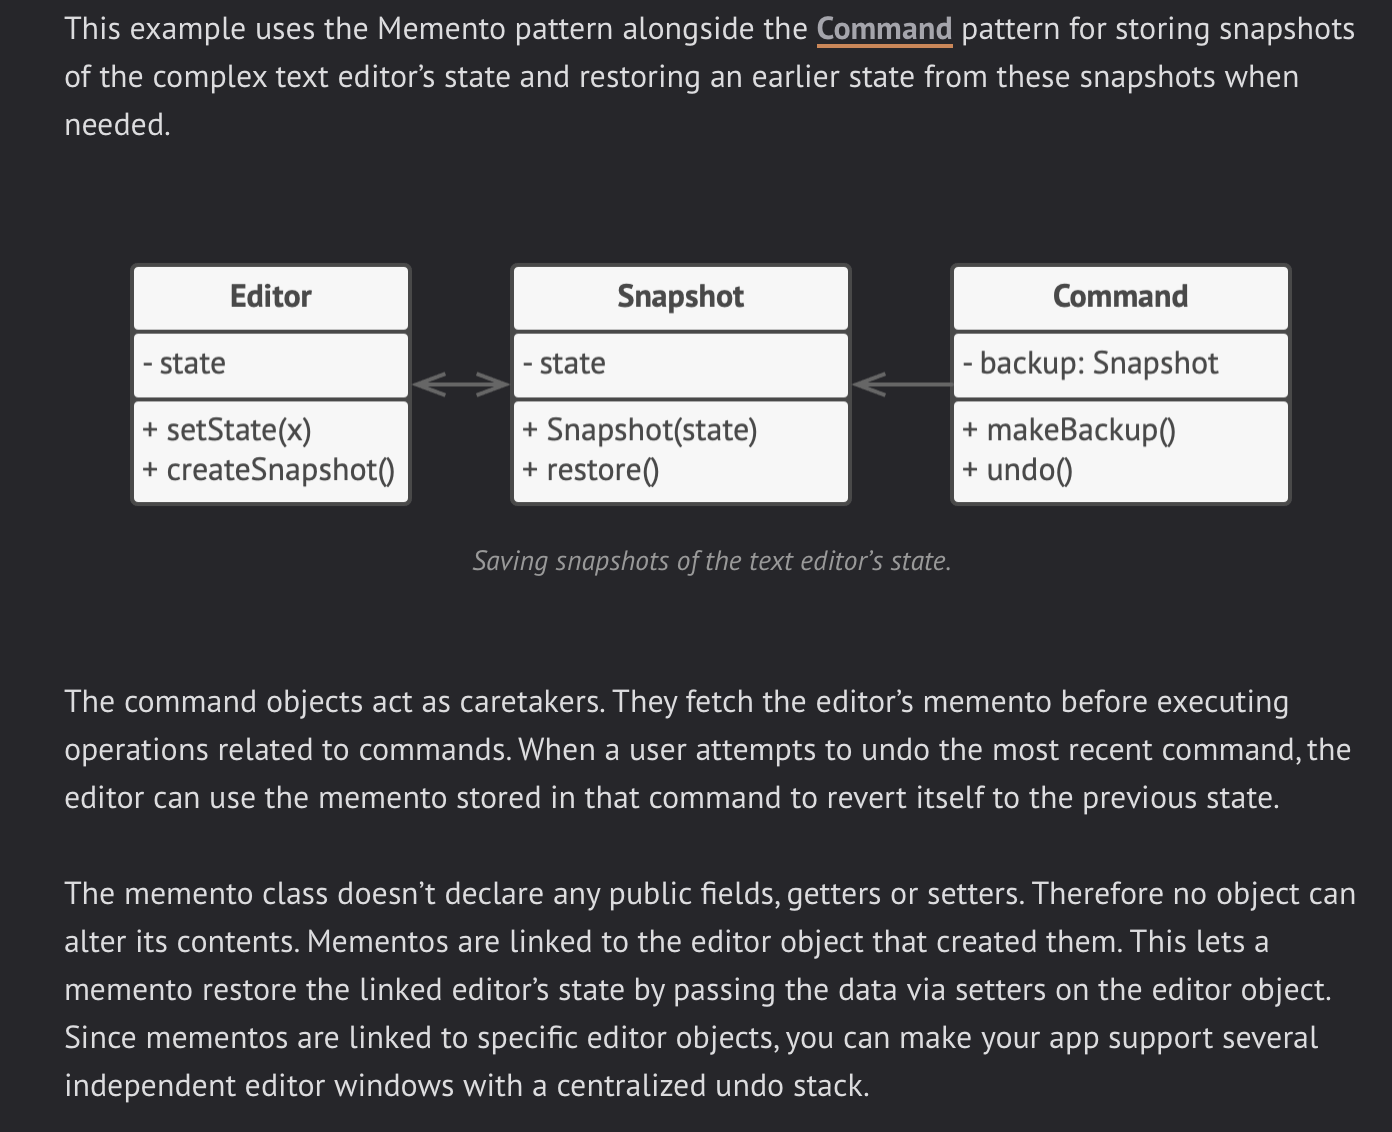 This example uses the Memento pattern alongside the Command pattern for storing snapshots
of the complex text editor’s state and restoring an earlier state from these snapshots when
needed.
Editor
- state
+ setState(x)
+ createSnapshot()
Snapshot
- state
+ Snapshot(state)
+ restore()
Command
- backup: Snapshot
+ makeBackup()
+ undo()
Saving snapshots of the text editor’s state.
The command objects act as caretakers. They fetch the editor’s memento before executing
operations related to commands. When a user attempts to undo the most recent command, the
editor can use the memento stored in that command to revert itself to the previous state.
The memento class doesn’t declare any public fields, getters or setters. Therefore no object can
alter its contents. Mementos are linked to the editor object that created them. This lets a
memento restore the linked editor’s state by passing the data via setters on the editor object.
Since mementos are linked to specific editor objects, you can make your app support several
independent editor windows with a centralized undo stack.